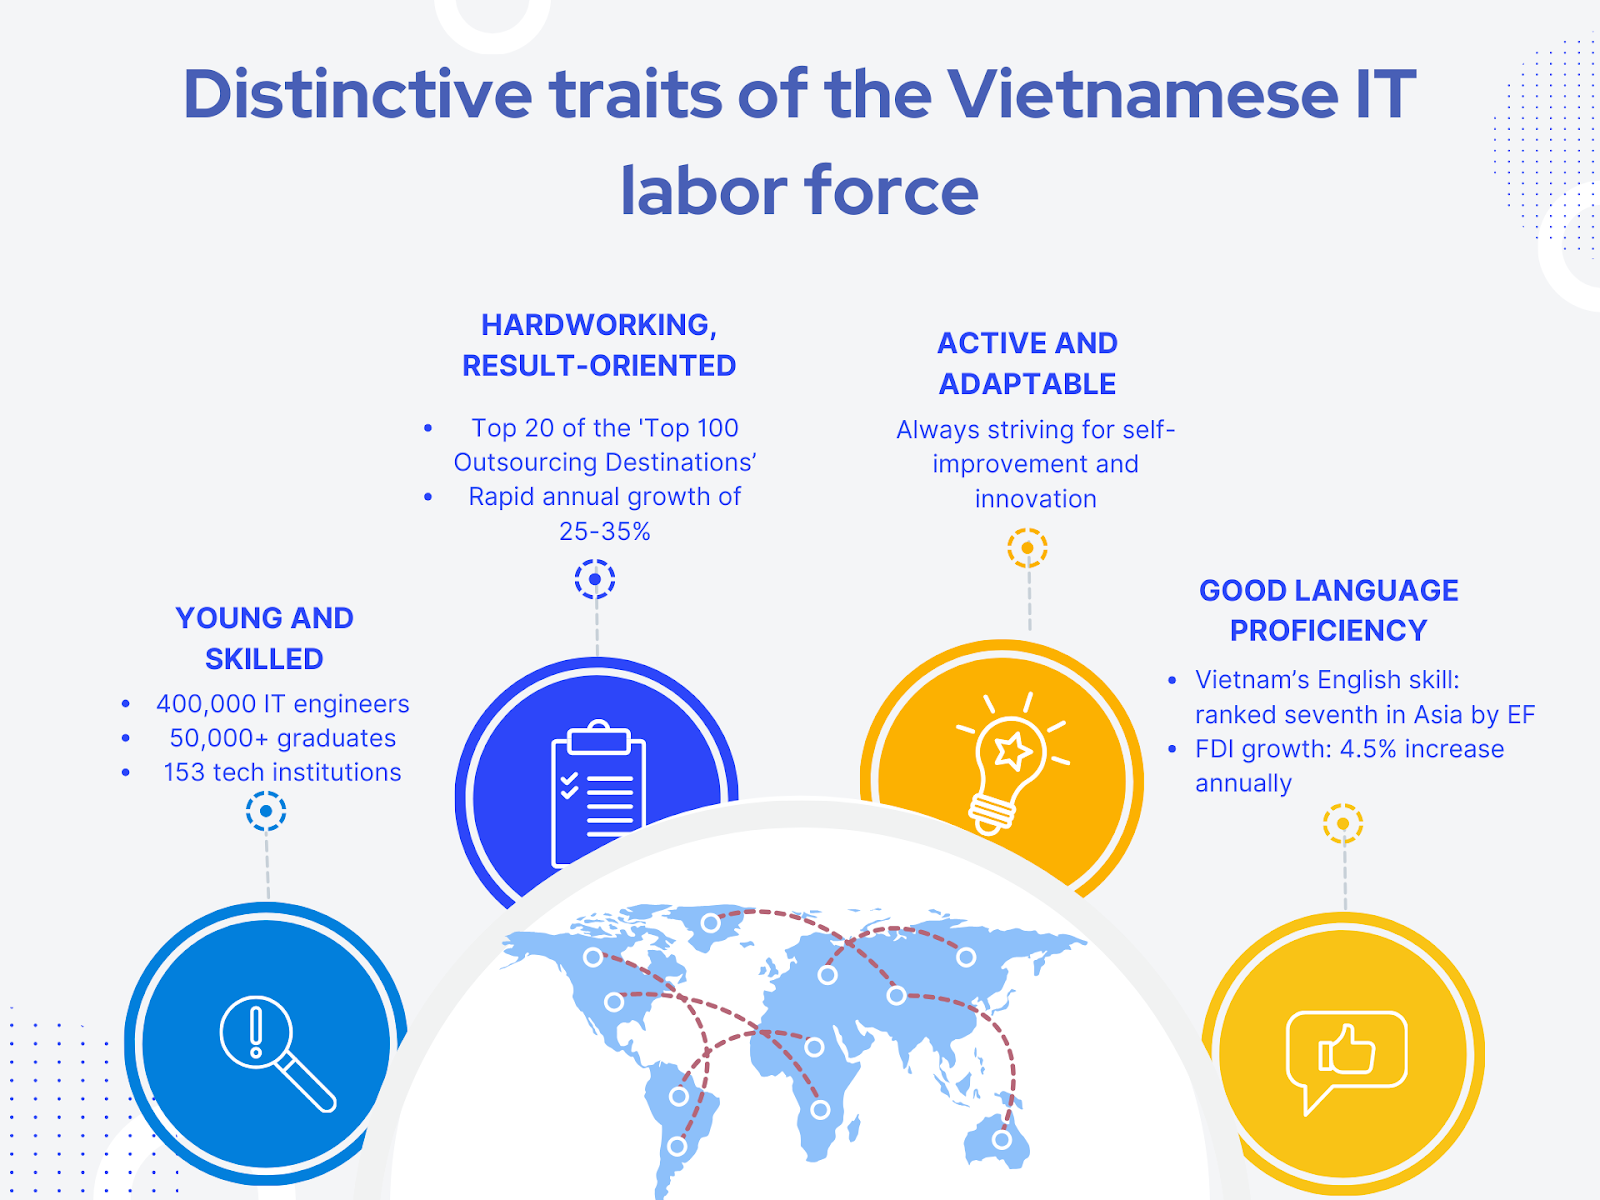 Distinctive traits of the Vietnamese IT
labor force
HARDWORKING,
RESULT-ORIENTED
• Top 20 of the 'Top 100
Outsourcing Destinations’
• Rapid annual growth of
25-35%
ACTIVE AND
ADAPTABLE
Always striving for self-
improvement and
innovation
YOUNG AND
SKILLED
• 400,000 IT engineers
• 50,000+ graduates
• 153 tech institutions
GOOD LANGUAGE
PROFICIENCY
• Vietnam’s English skill:
ranked seventh in Asia by EF
• FDI growth: 4.5% increase
annually